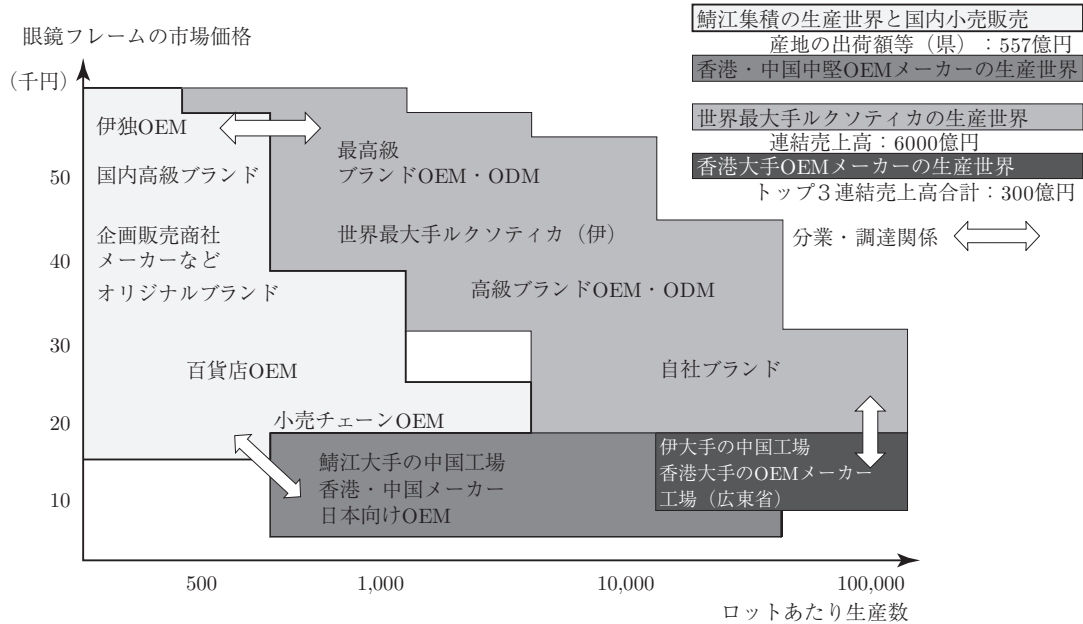 鯖江集積の生産世界と国内小売販売
産地の出荷額等（県）：557億円
香港・中国中堅OEMメーカーの生産世界
世界最大手ルクソティカの生産世界
連結売上高：6000億円
香港大手OEMメーカーの生産世界
トップ３連結売上高合計：300億円
分業・調達関係
眼鏡フレームの市場価格
（千円）
50
40
30
20
10
伊独OEM
国内高級ブランド
企画販売商社
メーカーなど
オリジナルブランド
百貨店OEM
小売チェーンOEM
最高級
ブランドOEM・ODM
世界最大手ルクソティカ（伊）
高級ブランドOEM・ODM
自社ブランド
鯖江大手の中国工場
香港・中国メーカー
日本向けOEM
伊大手の中国工場
香港大手のOEMメーカー
工場（広東省）
500
1,000
10,000
100,000
ロットあたり生産数